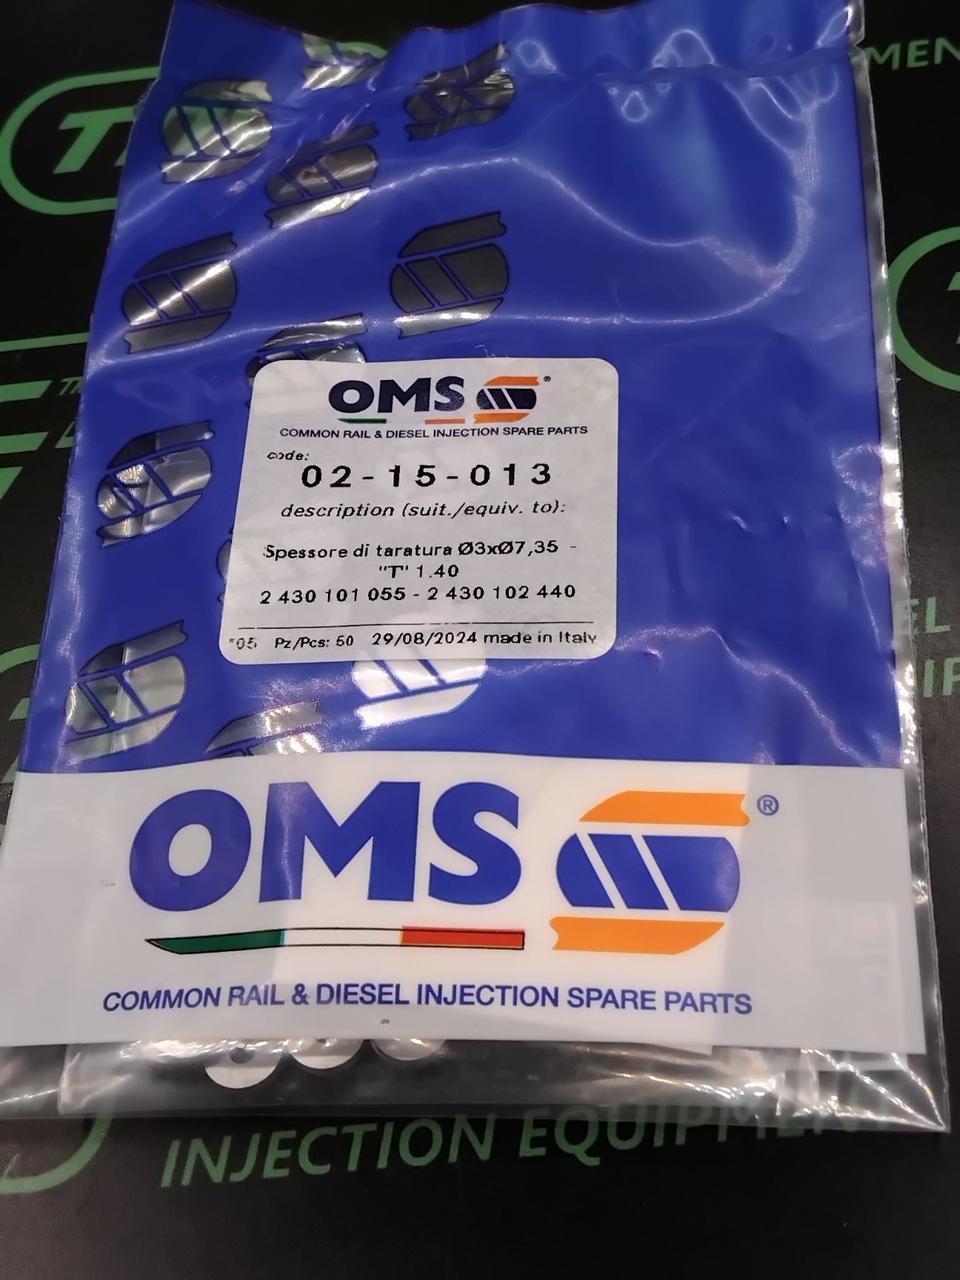 OMS ®
COMMON RAIL & DIESEL INJECTION SPARE PARTS
code:
02-15-013
description (suit./equiv. to):
Spessore di taratura Ø3xØ7,35 -
"T" 1.40
2 430 101 055 - 2 430 102 440
*05 Pz/Pcs: 50 29/08/2024 made in Italy
OMS ®
COMMON RAIL & DIESEL INJECTION SPARE PARTS
INJECTION EQUIPMENT